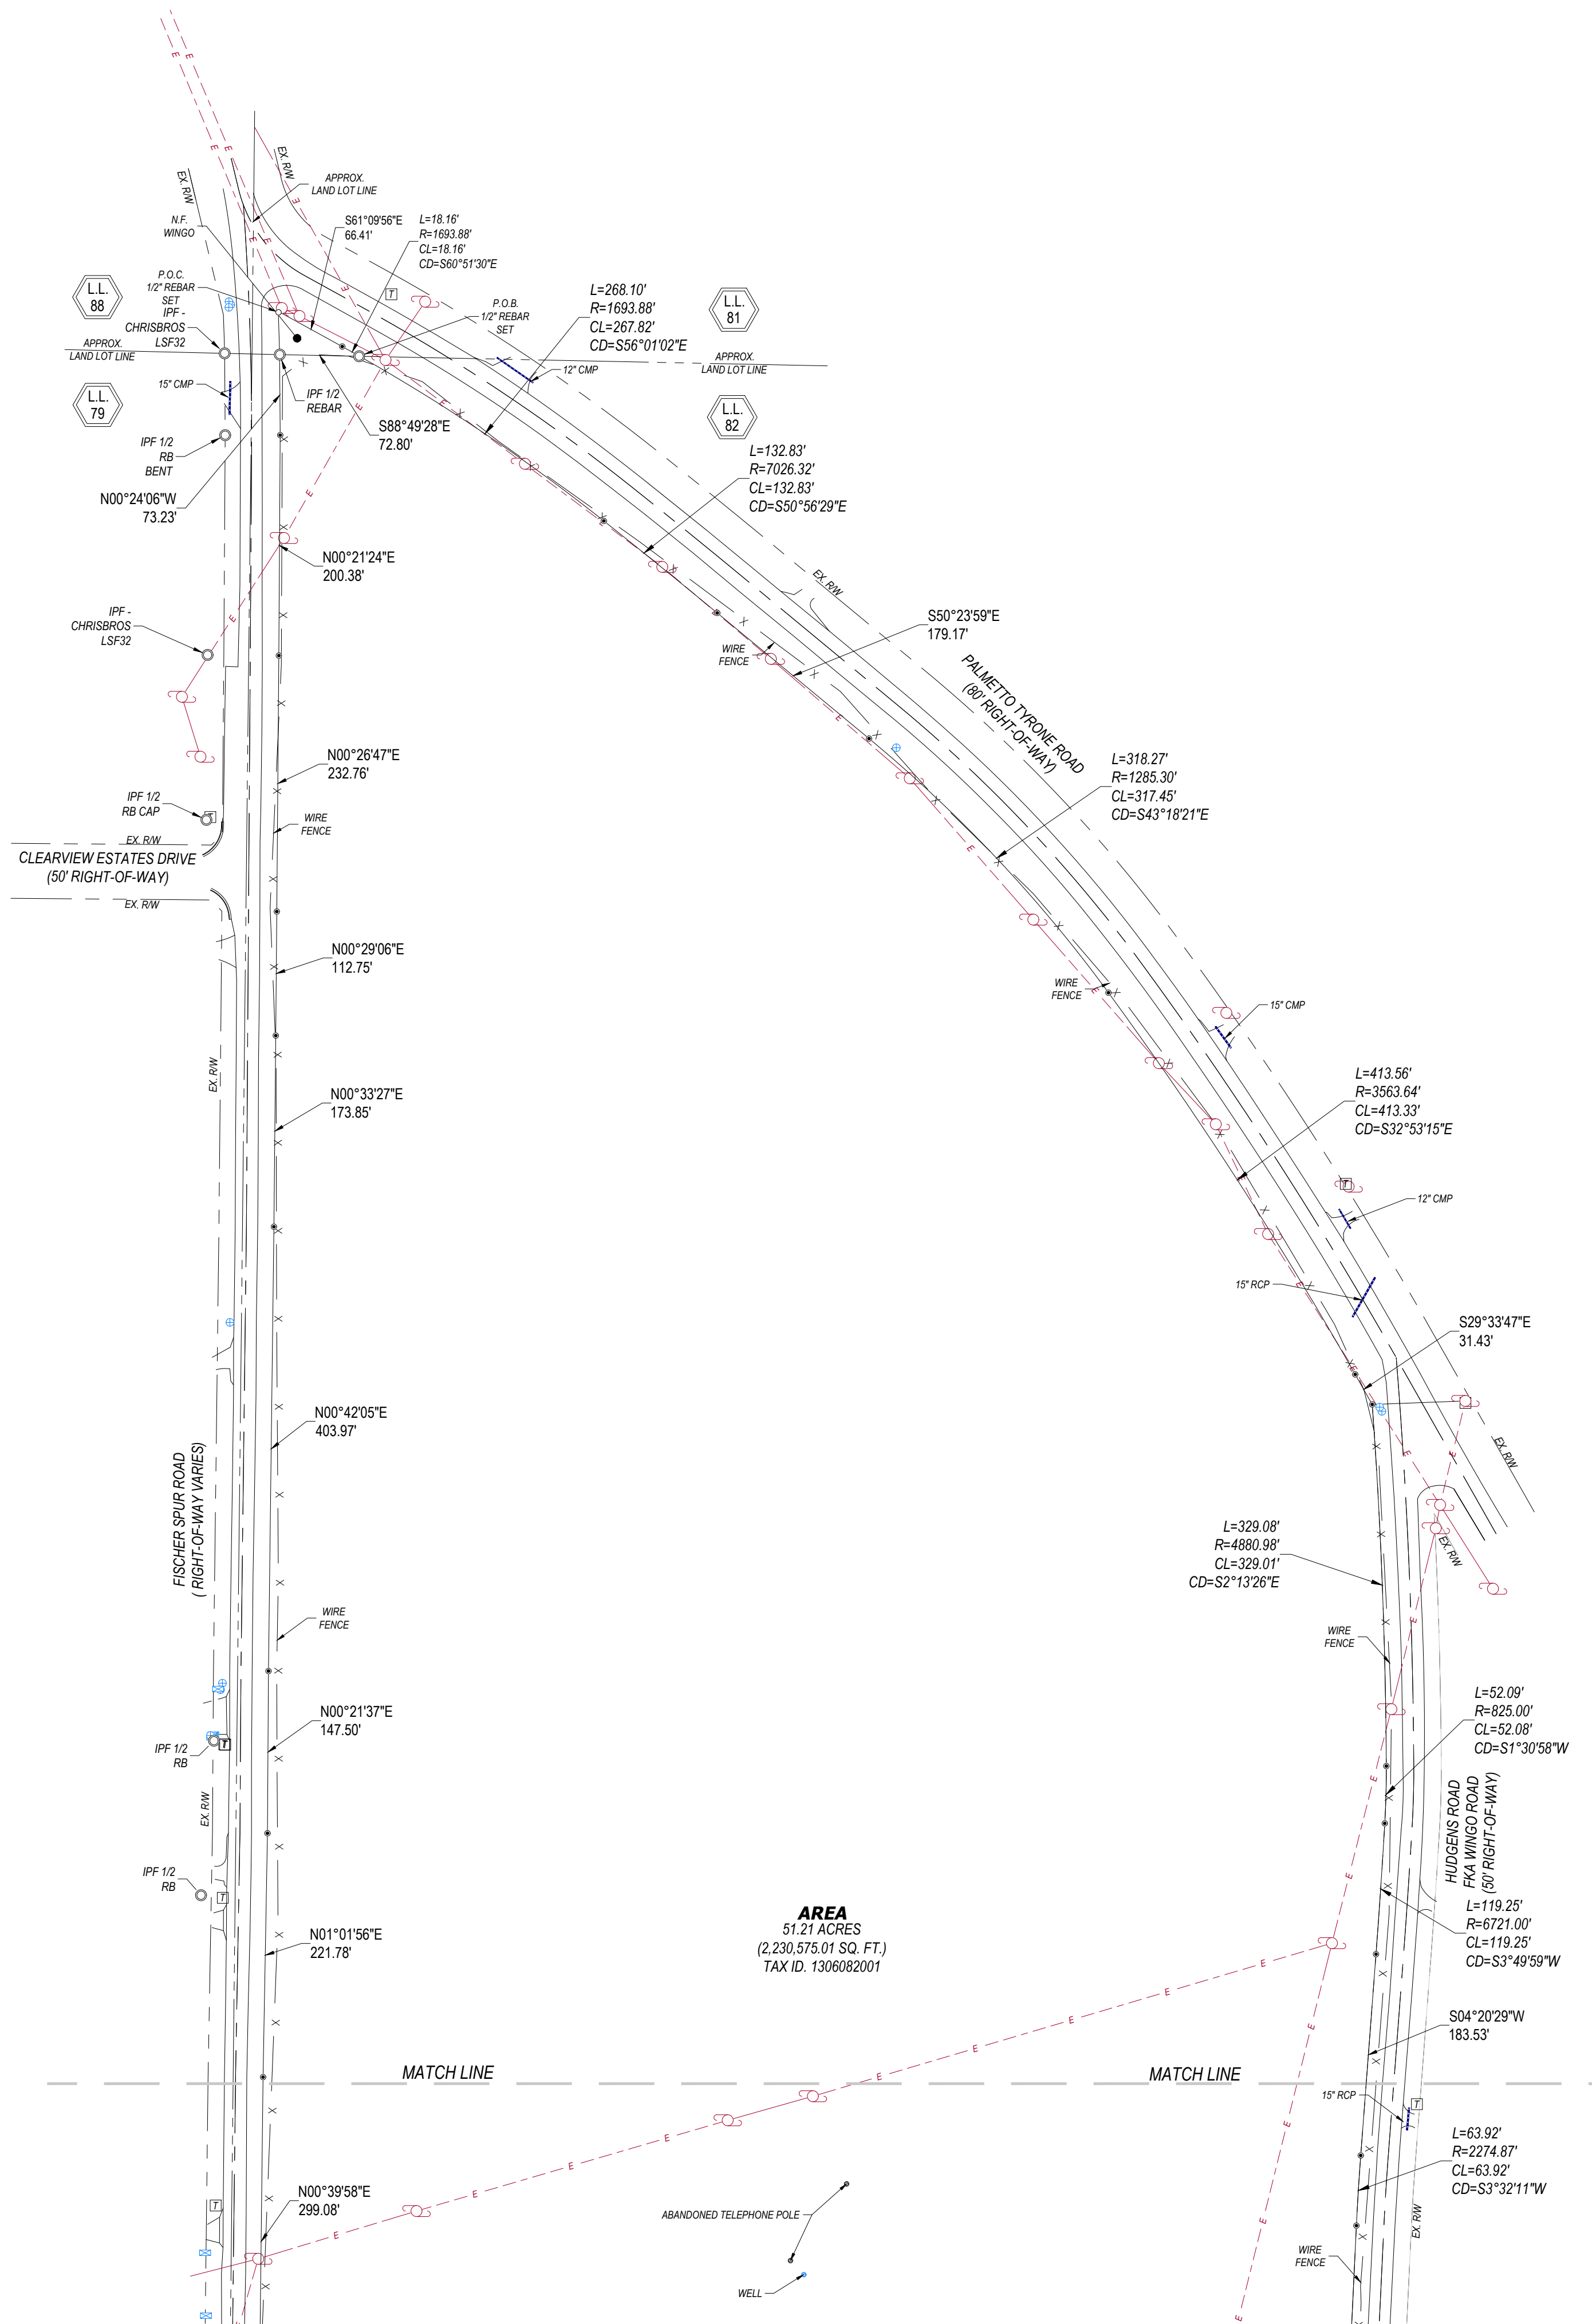 EX. R/W
EX. R/W
APPROX.
LAND LOT LINE
N.F.
WINGO
S61°09'56"E
66.41'
L=18.16'
R=1693.88'
CL=18.16'
CD=S60°51'30"E
P.O.C.
1/2" REBAR
SET
IPF -
CHRISBROS
LSF32
L.L.
88
T
P.O.B.
1/2" REBAR
SET
L=268.10'
R=1693.88'
CL=267.82'
CD=S56°01'02"E
L.L.
81
APPROX.
LAND LOT LINE
APPROX.
LAND LOT LINE
12" CMP
15" CMP
L.L.
79
IPF 1/2
REBAR
S88°49'28"E
72.80'
L.L.
82
IPF 1/2
RB
BENT
N00°24'06"W
73.23'
L=132.83'
R=7026.32'
CL=132.83'
CD=S50°56'29"E
N00°21'24"E
200.38'
EX. R/W
IPF -
CHRISBROS
LSF32
S50°23'59"E
179.17'
WIRE
FENCE
PALMETTO TYRONE ROAD
(80' RIGHT-OF-WAY)
N00°26'47"E
232.76'
L=318.27'
R=1285.30'
CL=317.45'
CD=S43°18'21"E
IPF 1/2
RB CAP
T
WIRE
FENCE
EX. R/W
CLEARVIEW ESTATES DRIVE
(50' RIGHT-OF-WAY)
EX. R/W
N00°29'06"E
112.75'
WIRE
FENCE
15" CMP
EX. R/W
N00°33'27"E
173.85'
L=413.56'
R=3563.64'
CL=413.33'
CD=S32°53'15"E
T
12" CMP
15" RCP
S29°33'47"E
31.43'
N00°42'05"E
403.97'
EX. R/W
FISCHER SPUR ROAD
( RIGHT-OF-WAY VARIES)
L=329.08'
R=4880.98'
CL=329.01'
CD=S2°13'26"E
EX. R/W
WIRE
FENCE
WIRE
FENCE
N00°21'37"E
147.50'
L=52.09'
R=825.00'
CL=52.08'
CD=S1°30'58"W
IPF 1/2
RB
T
EX. R/W
HUDGENS ROAD
FKA WINGO ROAD
(50' RIGHT-OF-WAY)
IPF 1/2
RB
T
AREA
51.21 ACRES
(2,230,575.01 SQ. FT.)
TAX ID. 1306082001
L=119.25'
R=6721.00'
CL=119.25'
CD=S3°49'59"W
N01°01'56"E
221.78'
S04°20'29"W
183.53'
MATCH LINE
MATCH LINE
15" RCP
T
L=63.92'
R=2274.87'
CL=63.92'
CD=S3°32'11"W
N00°39'58"E
299.08'
T
ABANDONED TELEPHONE POLE
EX. R/W
WIRE
FENCE
WELL